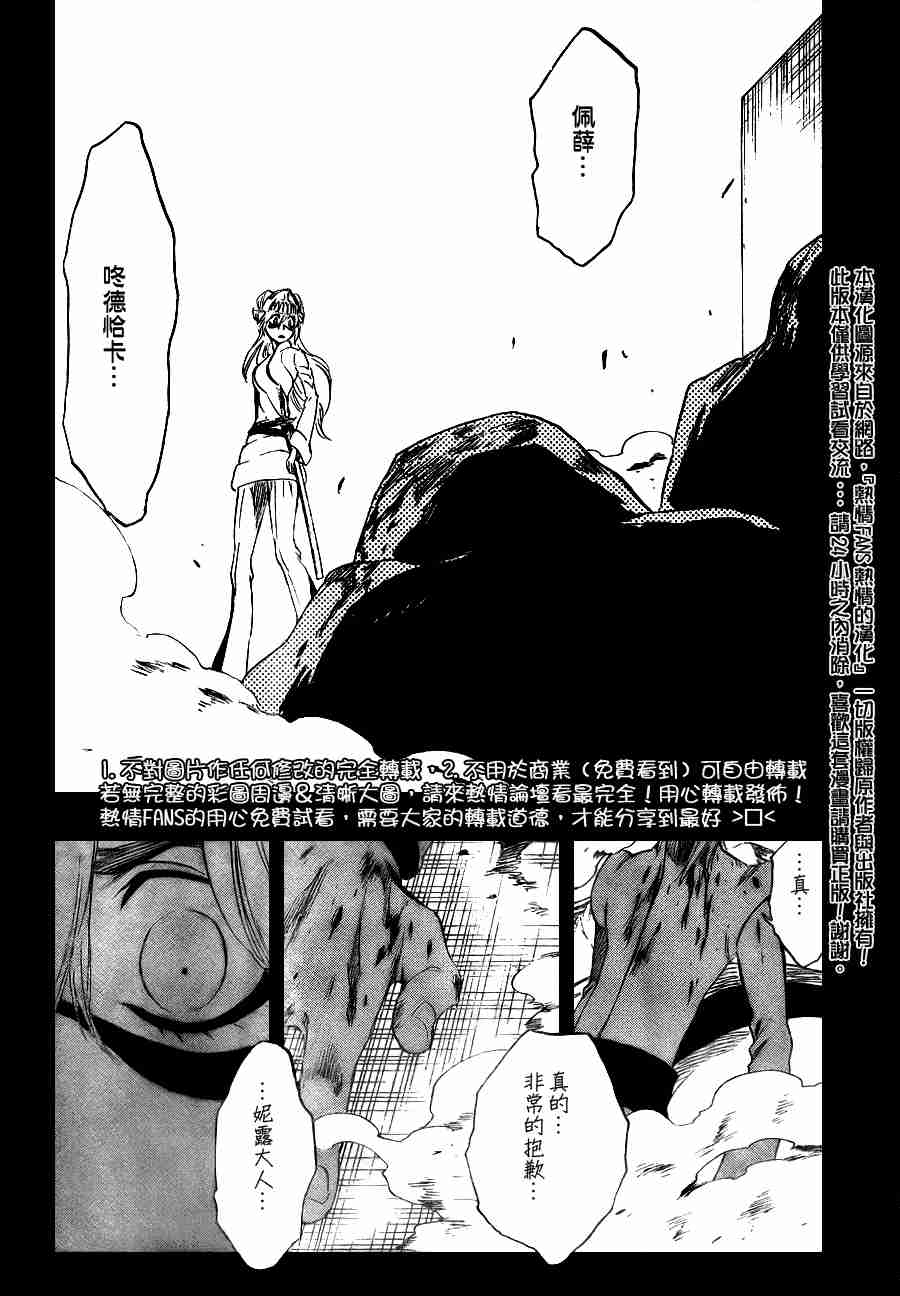 佩薛…
咚德恰卡…
本漢化圖源來自於網路，『熱情FANS熱情的漢化』一切版權歸原作者與出版社擁有！
此版本僅供學習試看交流…請24小時之內消除，喜歡這套漫畫請購買正版！謝謝。
1. 不對圖片作任何修改的完全轉載，2. 不用於商業（免費看到）可自由轉載
若無完整的彩圖周邊&清晰大圖，請來熱情論壇看最完全！用心轉載發佈！
熱情FANS的用心免費試看，需要大家的轉載道德，才能分享到最好 >口<
…真…
真的…
非常的抱歉…
…妮露大人…